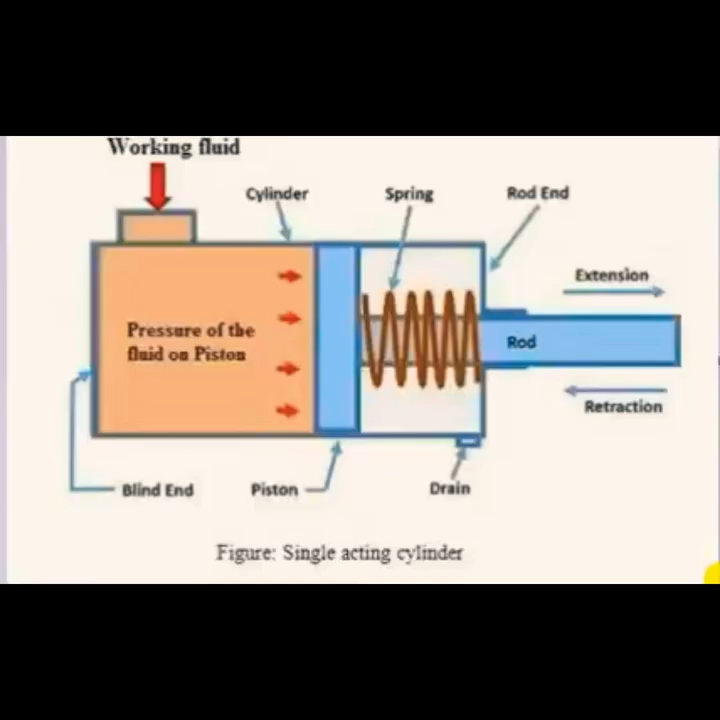 Working fluid
Cylinder
Spring
Rod End
Extension
Pressure of the
fluid on Piston
Rod
Retraction
Blind End
Piston
Drain
Figure: Single acting cylinder